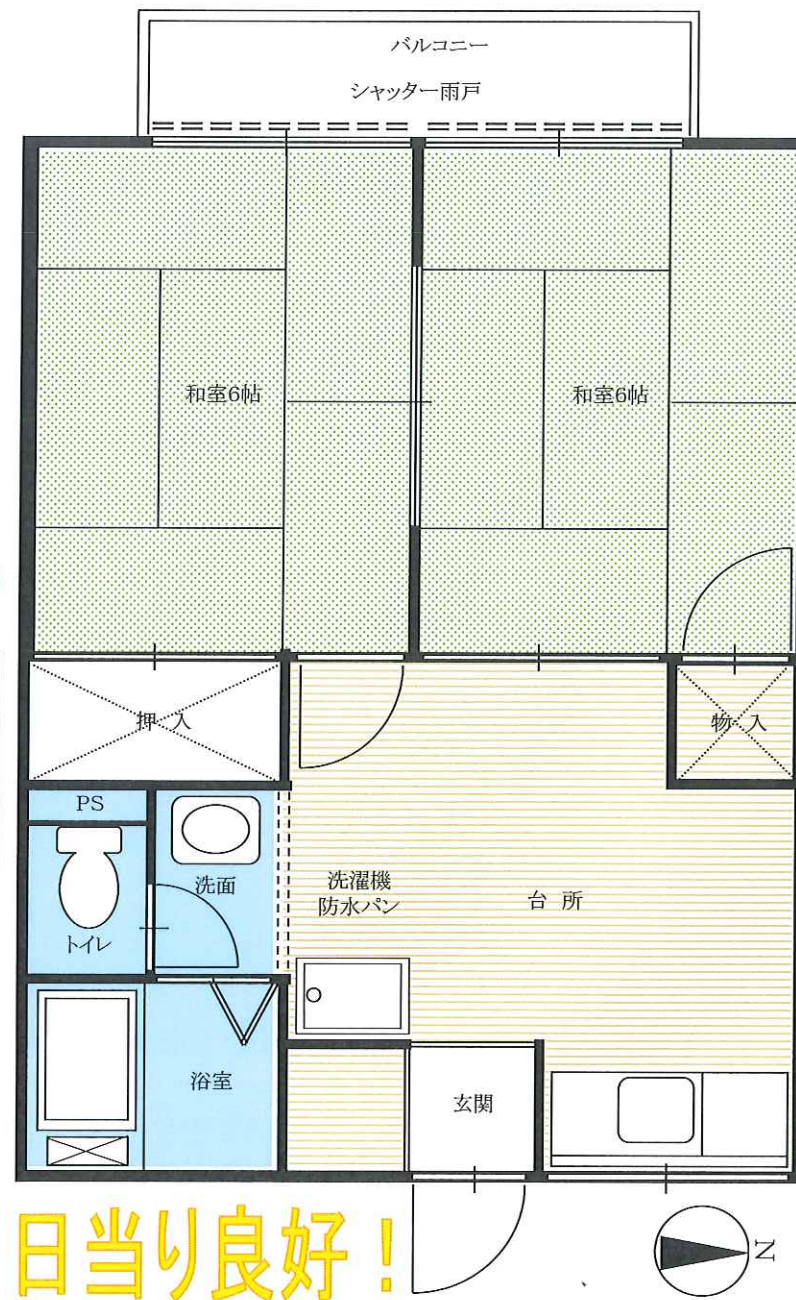 バルコニー
シャッター雨戸
和室6帖
和室6帖
押入
物入
PS
洗面
トイレ
洗濯機
防水パン
台所
浴室
玄関
日当り良好！
N